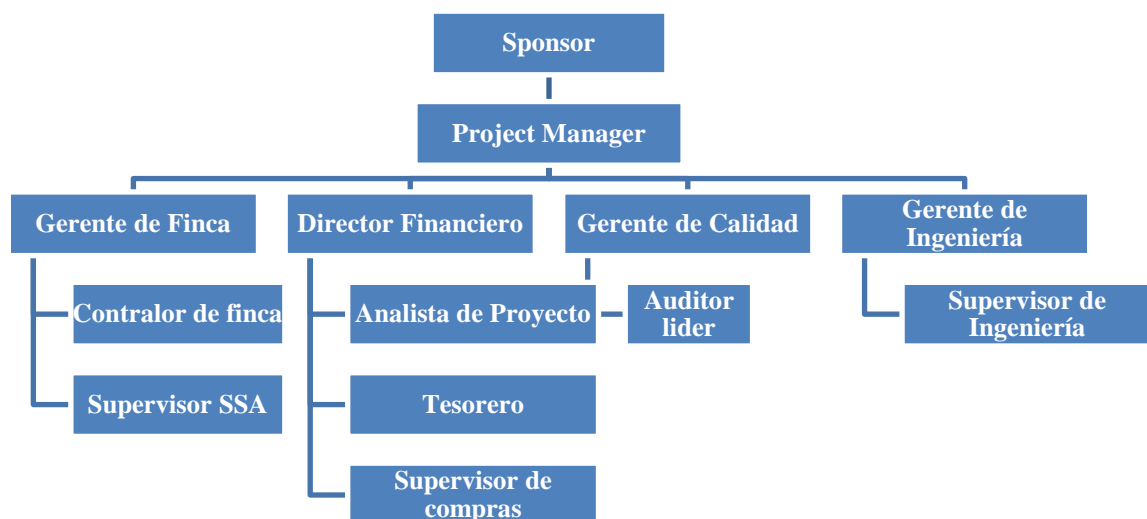 Sponsor
Project Manager
Gerente de Finca
Director Financiero
Gerente de Calidad
Gerente de
Ingeniería
Contralor de finca
Analista de Proyecto
Auditor
lider
Supervisor de
Ingeniería
Supervisor SSA
Tesorero
Supervisor de
compras